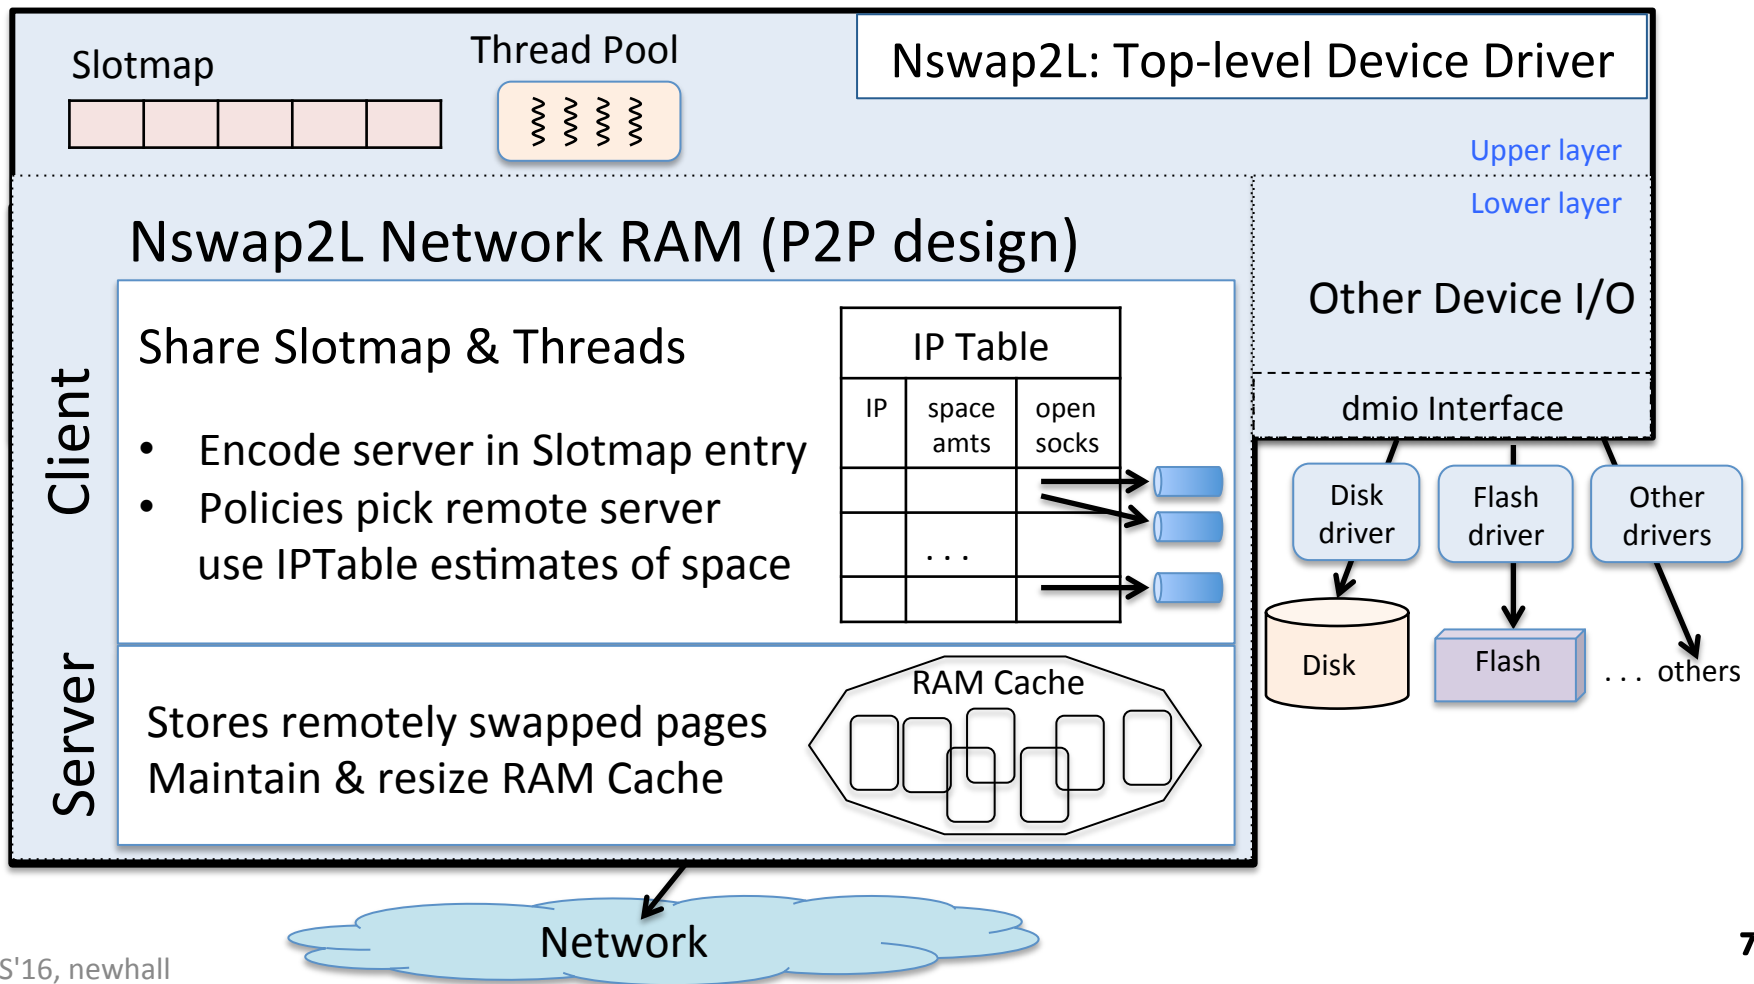 Slotmap
Thread Pool
Nswap2L: Top-level Device Driver
Upper layer
Lower layer
Nswap2L Network RAM (P2P design)
Other Device I/O
dmio Interface
Client
Share Slotmap & Threads
• Encode server in Slotmap entry
• Policies pick remote server
use IPTable estimates of space
IP Table
IP
space
amts
open
socks
. . .
Disk
driver
Flash
driver
Other
drivers
Disk
Flash
. . . others
Server
Stores remotely swapped pages
Maintain & resize RAM Cache
RAM Cache
Network
S'16, newhall
7